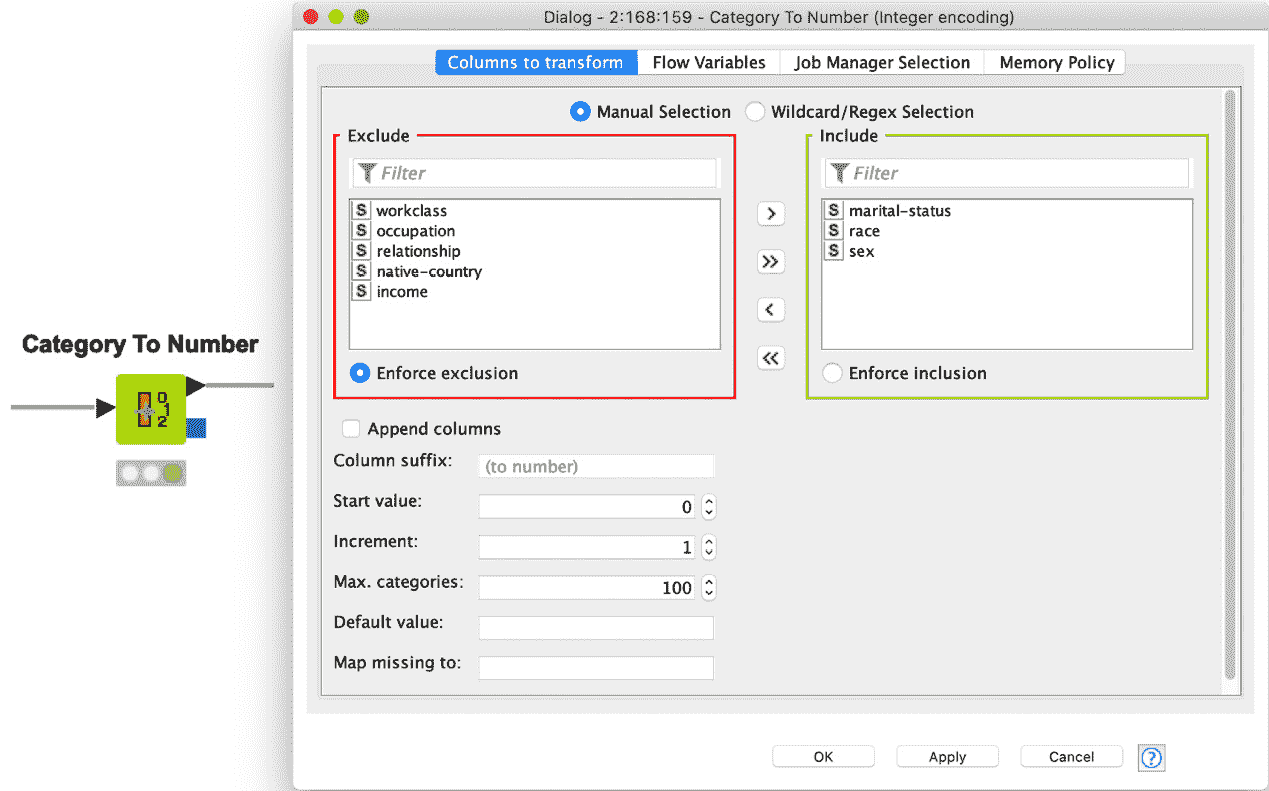 Dialog - 2:168:159 - Category To Number (Integer encoding)
Columns to transform Flow Variables Job Manager Selection Memory Policy
Manual Selection Wildcard/Regex Selection
Exclude
Filter
S workclass
S occupation
S relationship
S native-country
S income
Enforce exclusion
>
>>
<
<<
Include
Filter
S marital-status
S race
S sex
Enforce inclusion
Append columns
Column suffix: (to number)
Start value: 0
Increment: 1
Max. categories: 100
Default value:
Map missing to:
OK Apply Cancel ?
Category To Number
0
1
2